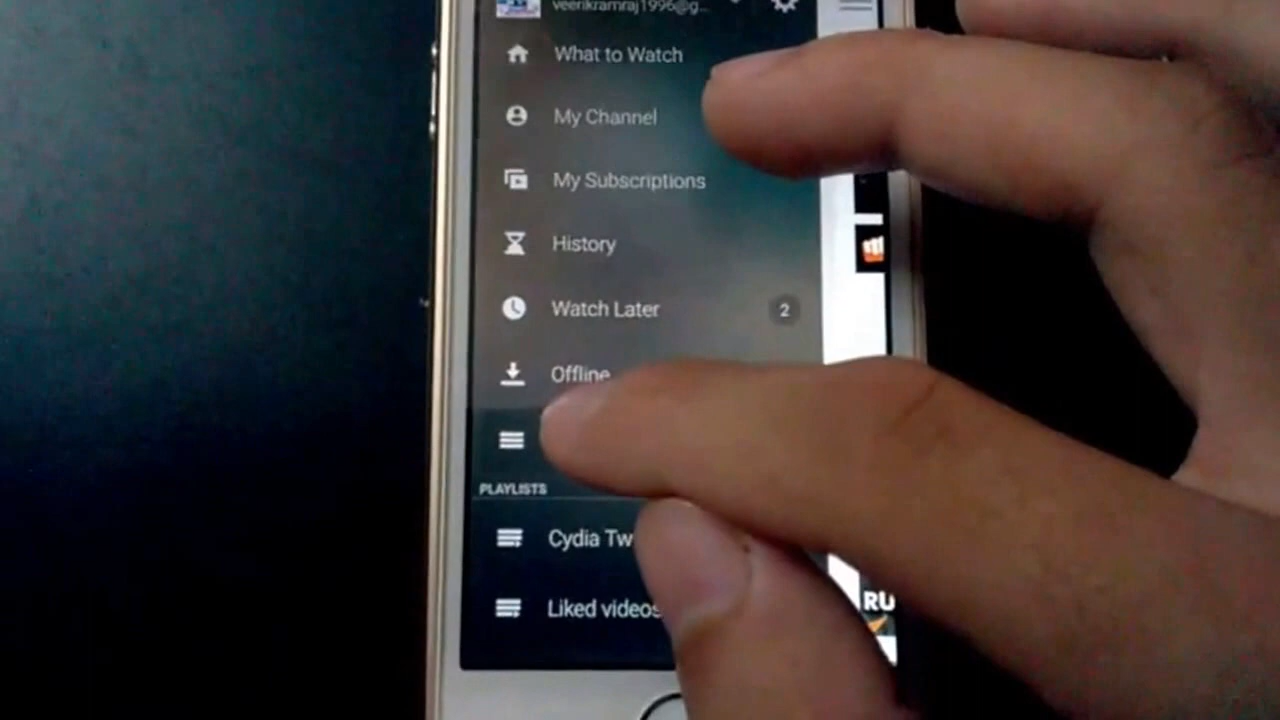 veerikramraj1996@g...
What to Watch
My Channel
My Subscriptions
History
Watch Later
2
Offline
PLAYLISTS
Cydia Tw
Liked videos
RU